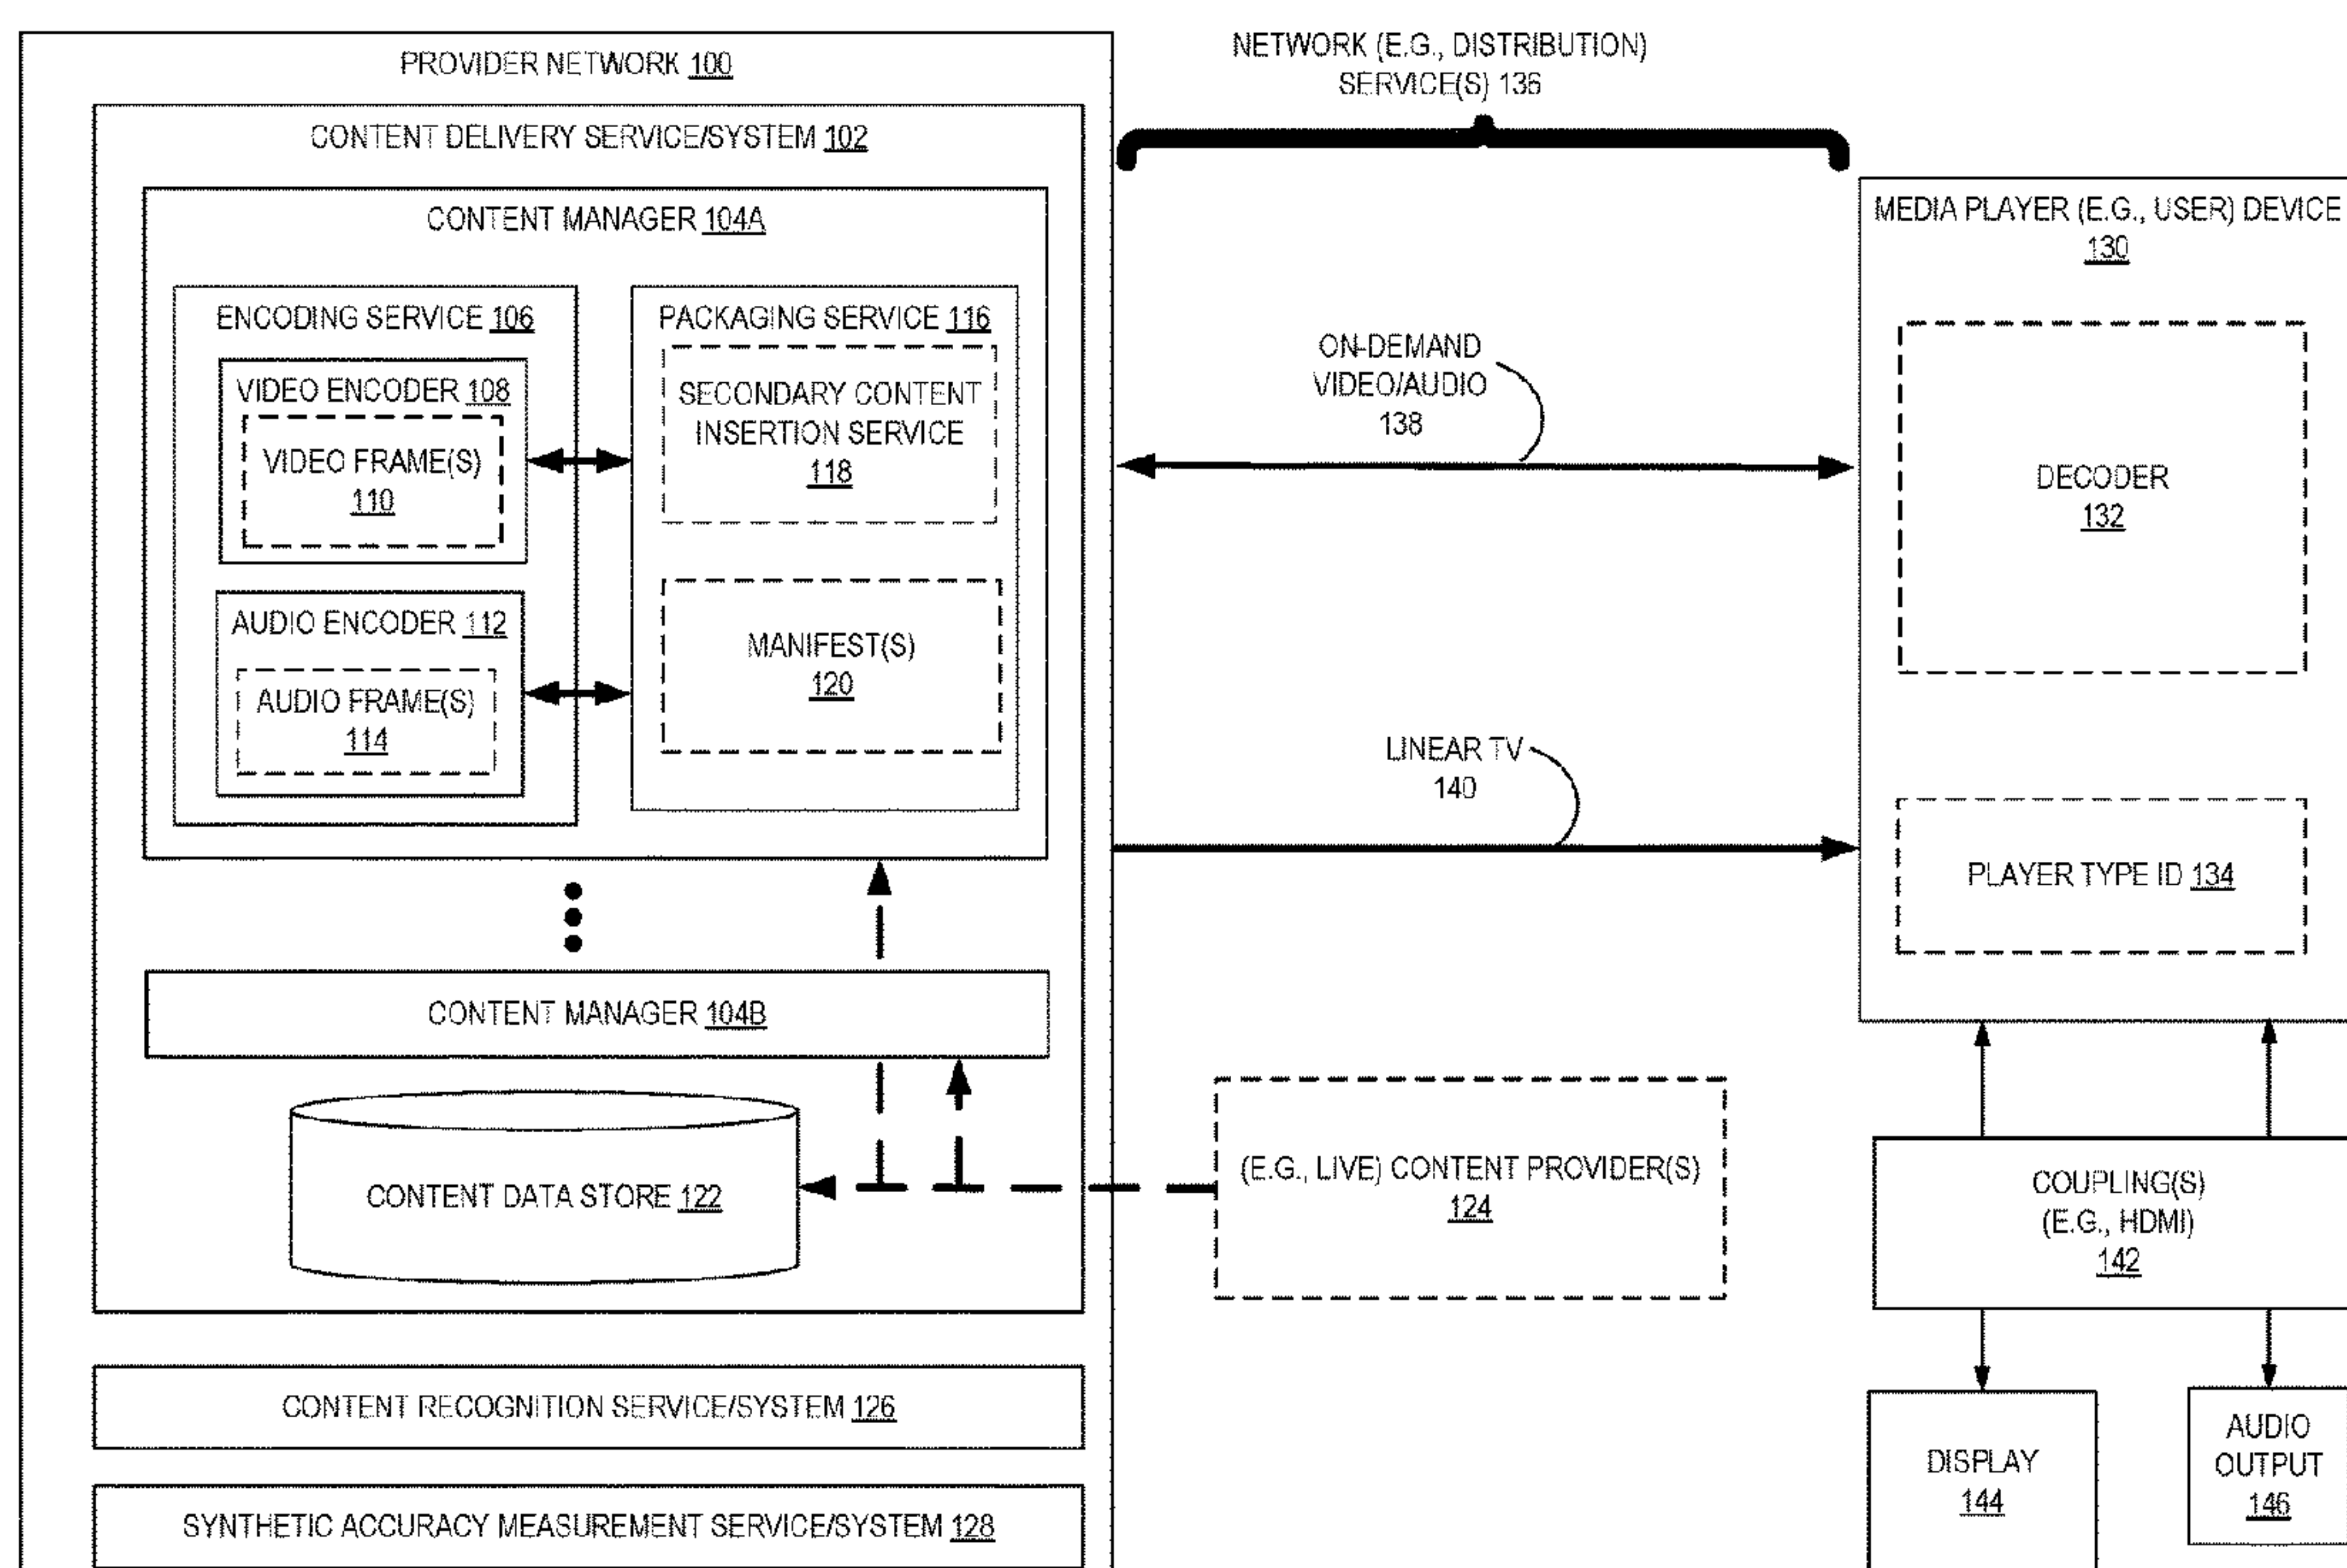 PROVIDER NETWORK 100
CONTENT DELIVERY SERVICE/SYSTEM 102
CONTENT MANAGER 104A
ENCODING SERVICE 106
VIDEO ENCODER 108
VIDEO FRAME(S)
110
AUDIO ENCODER 112
AUDIO FRAME(S)
114
PACKAGING SERVICE 116
SECONDARY CONTENT
INSERTION SERVICE
118
MANIFEST(S)
120
CONTENT MANAGER 104B
CONTENT DATA STORE 122
CONTENT RECOGNITION SERVICE/SYSTEM 126
SYNTHETIC ACCURACY MEASUREMENT SERVICE/SYSTEM 128
NETWORK (E.G., DISTRIBUTION)
SERVICE(S) 136
ON-DEMAND
VIDEO/AUDIO
138
LINEAR TV
140
(E.G., LIVE) CONTENT PROVIDER(S)
124
MEDIA PLAYER (E.G., USER) DEVICE
130
DECODER
132
PLAYER TYPE ID 134
COUPLING(S)
(E.G., HDMI)
142
DISPLAY
144
AUDIO
OUTPUT
146